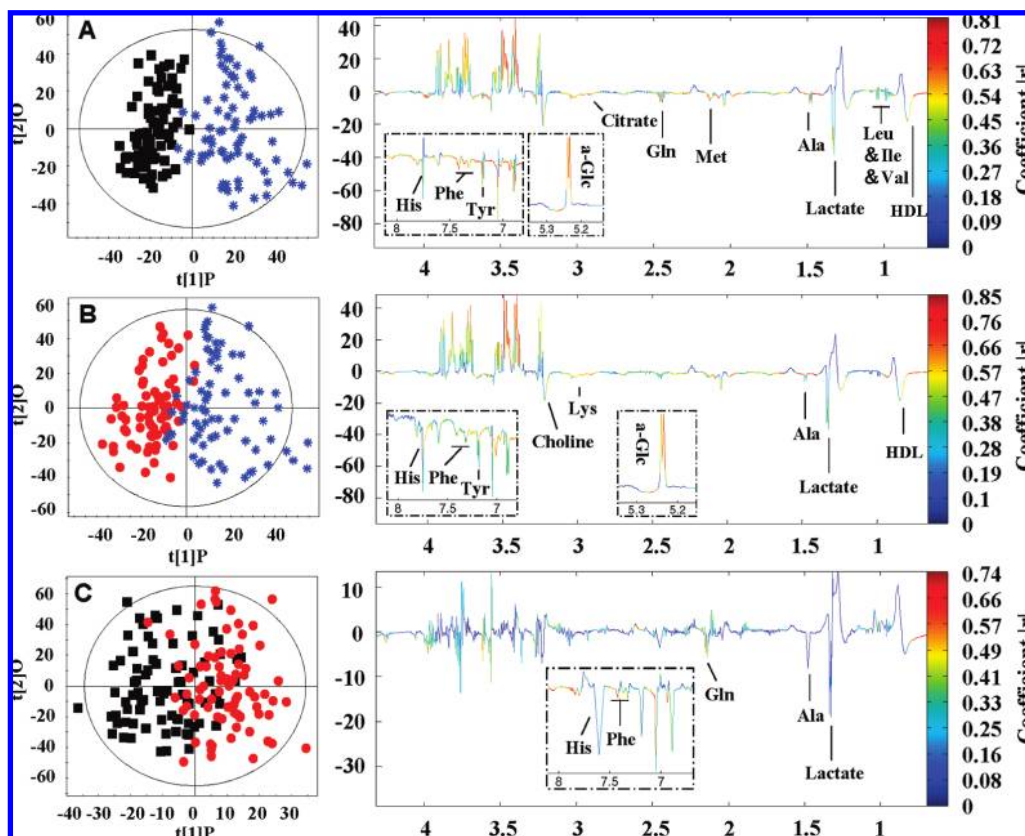 A
t[2]O
60
40
20
0
-20
-40
-40 -20 0 20 40
t[1]P
20
0
-20
-40
-60
-80
Citrate
Gln
Met
Ala
Lactate
Leu
&Ile
&Val
HDL
His
Phe
Tyr
8 7.5 7
a-Glc
5.3 5.2
4 3.5 3 2.5 2 1.5 1
0.81
0.72
0.63
0.53
0.45
0.36
0.27
0.18
0.09
0
Coefficient |r|
B
t[2]O
60
40
20
0
-20
-40
-60
-40 -20 0 20 40
t[1]P
40
20
0
-20
-40
-60
-80
Lys
Choline
Ala
Lactate
HDL
His
Phe
Tyr
8 7.5 7
a-Glc
5.3 5.2
4 3.5 3 2.5 2 1.5 1
0.85
0.76
0.66
0.57
0.47
0.38
0.29
0.19
0.1
0
Coefficient |r|
C
t[2]O
60
40
20
0
-20
-40
-60
-40 -20 0 20 40
t[1]P
10
0
-10
-20
-30
Gln
Ala
Lactate
His
Phe
8 7.5 7
4 3.5 3 2.5 2 1.5 1
0.74
0.66
0.57
0.49
0.41
0.33
0.24
0.16
0.08
0
Coefficient |r|